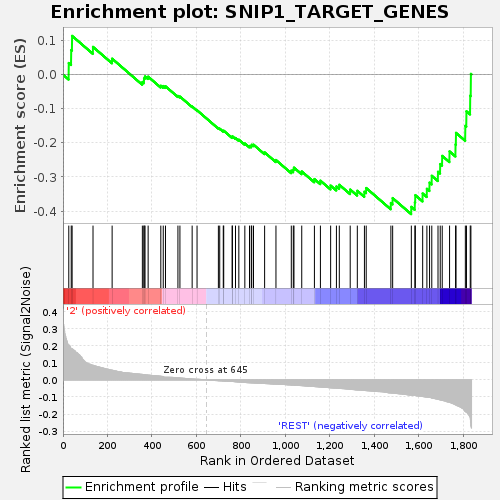 Enrichment plot: SNIP1_TARGET_GENES
Enrichment score (ES)
0.1
0.0
-0.1
-0.2
-0.3
-0.4
'2' (positively correlated)
Ranked list metric (Signal2Noise)
0.4
0.3
0.2
0.1
0.0
-0.1
-0.2
-0.3
Zero cross at 645
'REST' (negatively correlated)
0 200 400 600 800 1,000 1,200 1,400 1,600 1,800
Rank in Ordered Dataset
Enrichment profile Hits Ranking metric scores